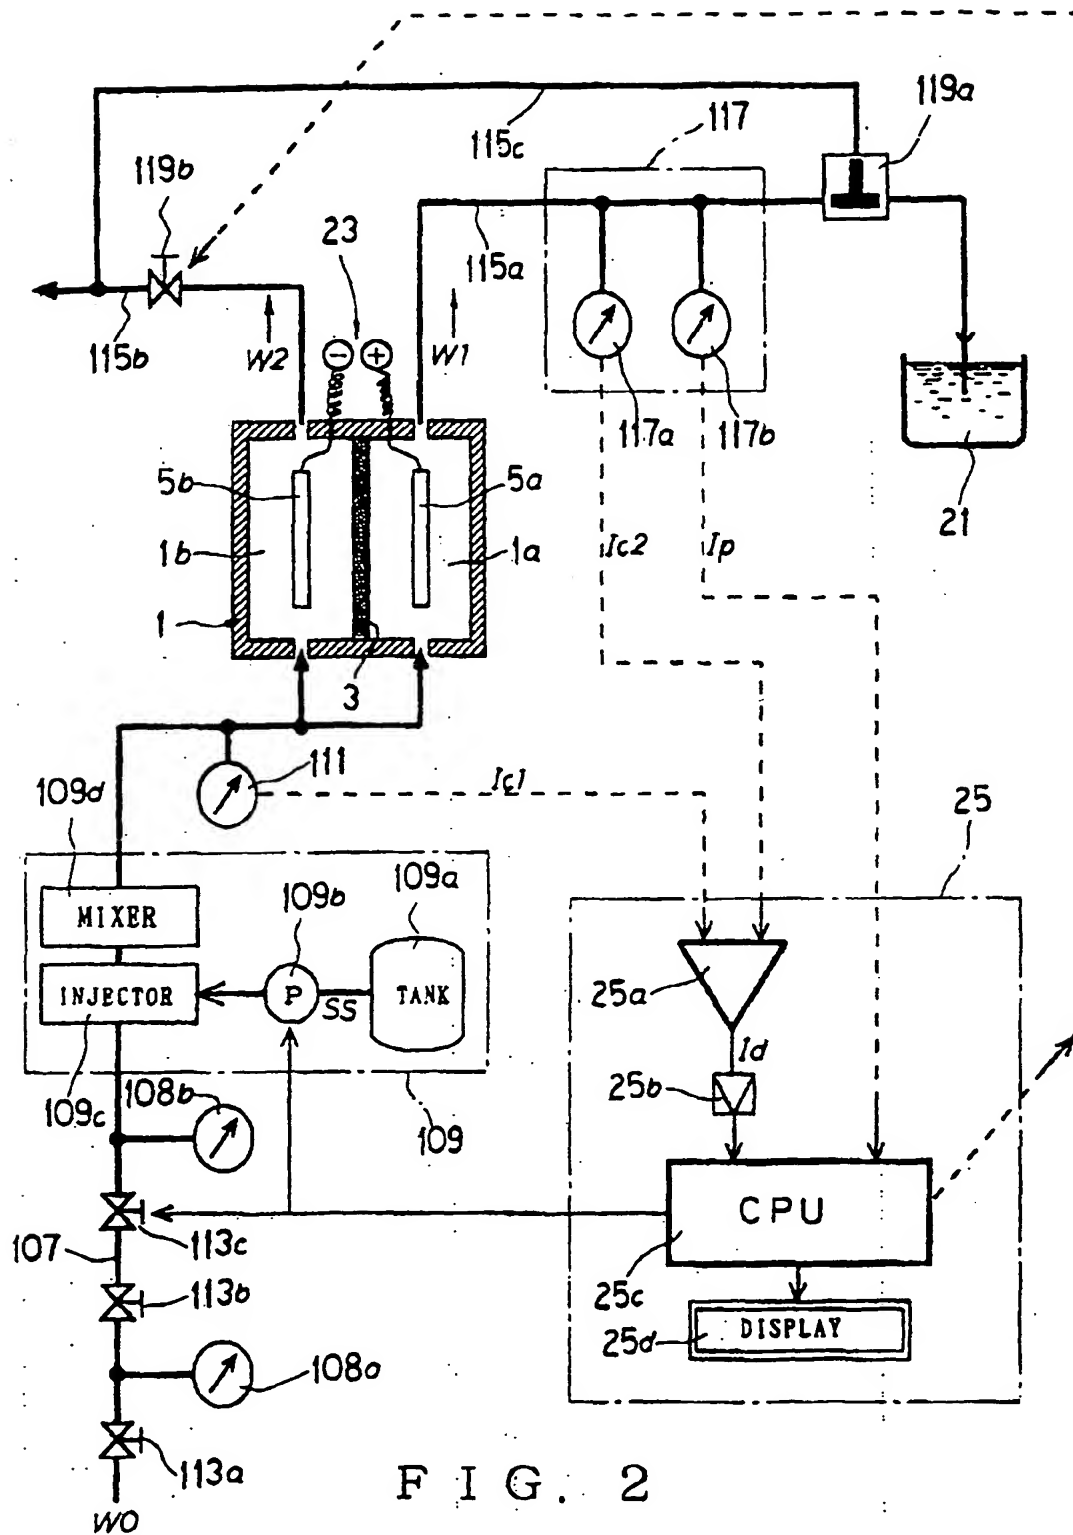 115c
117
119a
119b
23
115a
115b
W2
−
+
W1
117a
117b
5b
5a
21
1b
1a
Ic2
Ip
1
3
111
Ic1
109d
25
109b
109a
MIXER
INJECTOR
P
SS
TANK
25a
Id
25b
109c
108b
109
CPU
107
113c
113b
25c
25d
DISPLAY
108a
113a
FIG. 2
W0